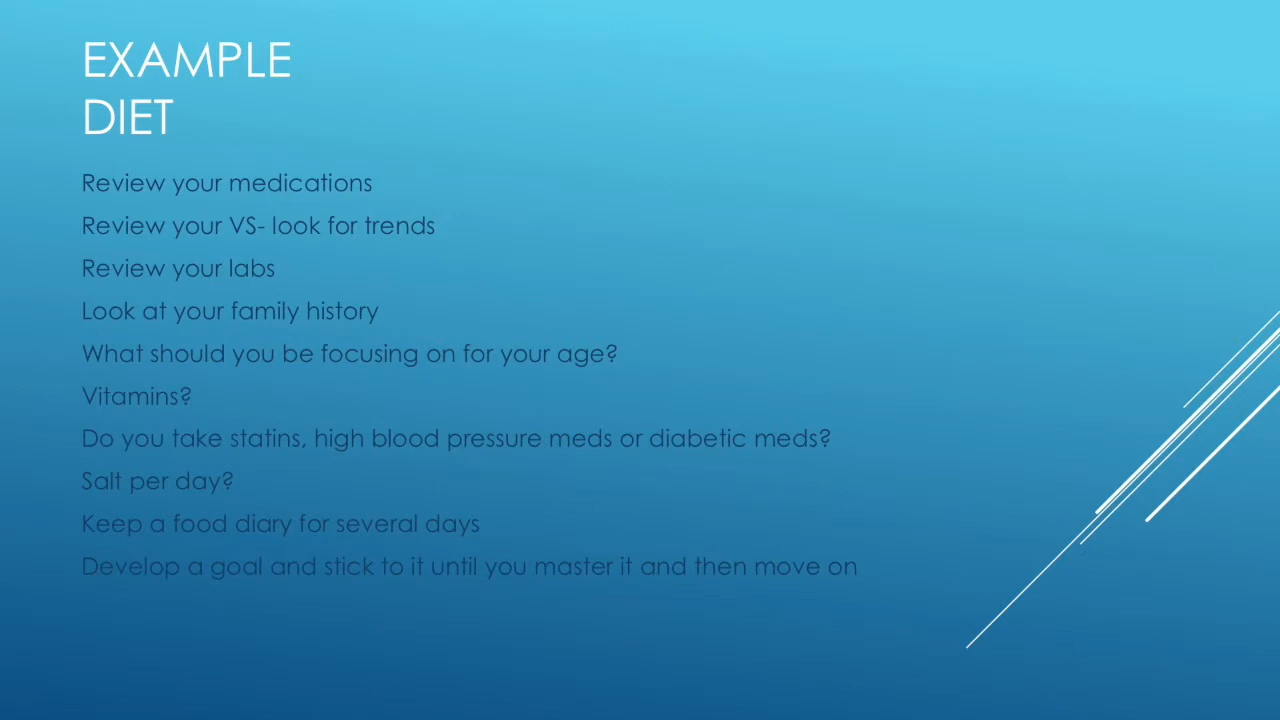 EXAMPLE
DIET
Review your medications
Review your VS- look for trends
Review your labs
Look at your family history
What should you be focusing on for your age?
Vitamins?
Do you take statins, high blood pressure meds or diabetic meds?
Salt per day?
Keep a food diary for several days
Develop a goal and stick to it until you master it and then move on